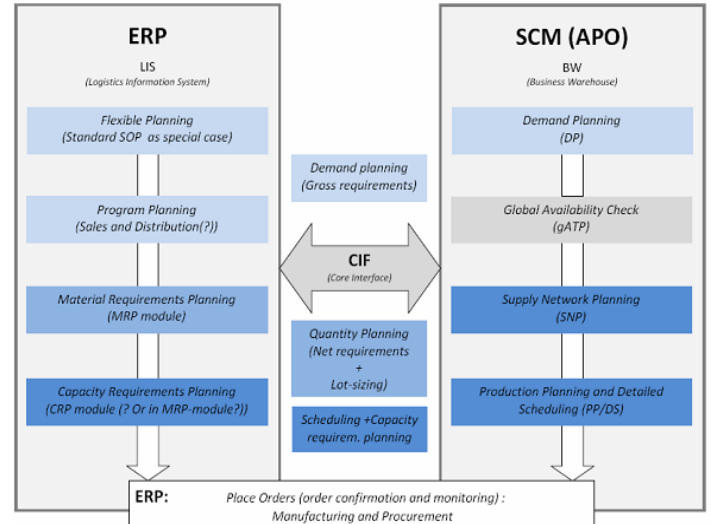 ERP
LIS
(Logistics Information System)
Flexible Planning
(Standard SOP as special case)
Program Planning
(Sales and Distribution(?))
Material Requirements Planning
(MRP module)
Capacity Requirements Planning
(CRP module (? Or in MRP-module?))
Demand planning
(Gross requirements)
CIF
(Core Interface)
Quantity Planning
(Net requirements
+
Lot-sizing)
Scheduling +Capacity
requirem. planning
SCM (APO)
BW
(Business Warehouse)
Demand Planning
(DP)
Global Availability Check
(gATP)
Supply Network Planning
(SNP)
Production Planning and Detailed
Scheduling (PP/DS)
ERP: Place Orders (order confirmation and monitoring) :
Manufacturing and Procurement